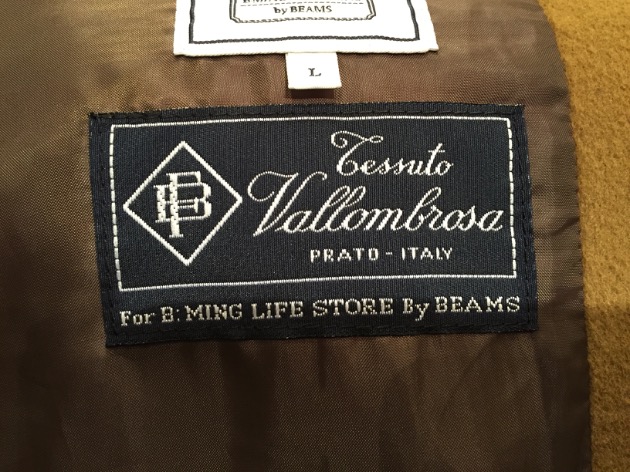 by BEAMS
L
Tessuto
Vallombrosa
PRATO - ITALY
For B: MING LIFE STORE By BEAMS